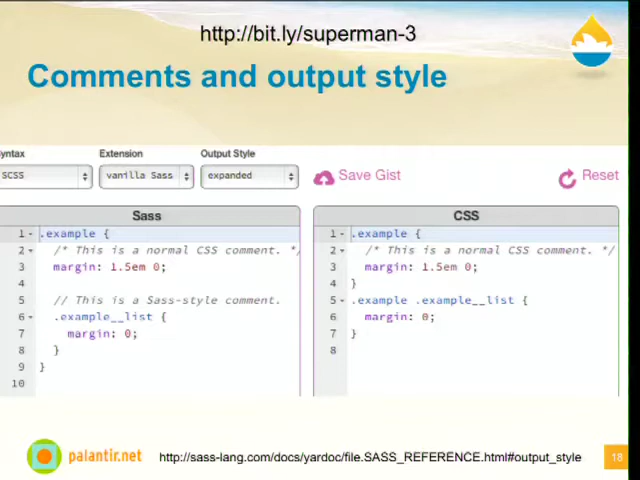 http://bit.ly/superman-3
Comments and output style
Syntax Extension Output Style
SCSS vanilla Sass expanded Save Gist Reset
Sass CSS
1 .example {
2 /* This is a normal CSS comment. */
3 margin: 1.5em 0;
4
5 // This is a Sass-style comment.
6 .example__list {
7 margin: 0;
8 }
9 }
10
1 .example {
2 /* This is a normal CSS comment. */
3 margin: 1.5em 0;
4 }
5 .example .example__list {
6 margin: 0;
7 }
8
palantir.net http://sass-lang.com/docs/yardoc/file.SASS_REFERENCE.html#output_style 18